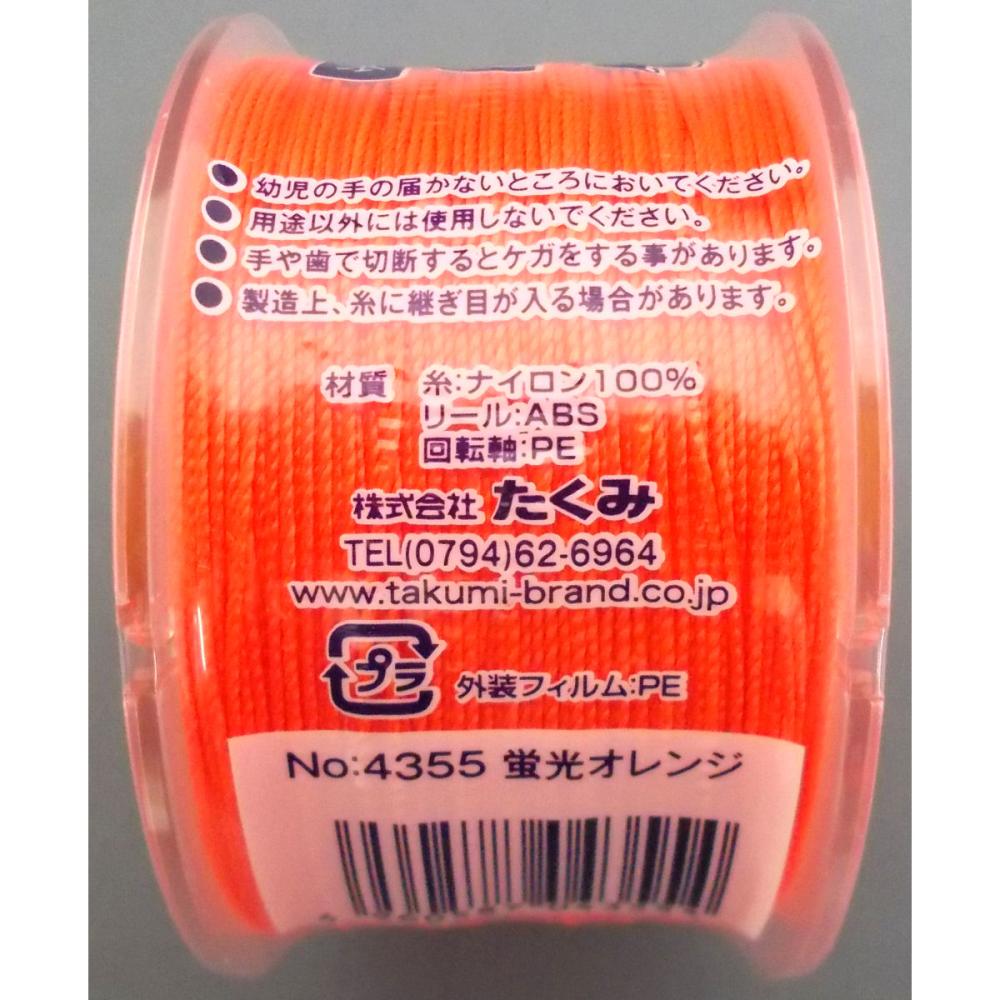 ●幼児の手の届かないところにおいてください。
●用途以外には使用しないでください。
●手や歯で切断するとケガをする事があります。
●製造上、糸に継ぎ目が入る場合があります。
材質 糸:ナイロン100%
リール:ABS
回転軸:PE
株式会社 たくみ
TEL(0794)62-6964
www.takumi-brand.co.jp
プラ 外装フィルム:PE
No:4355 蛍光オレンジ